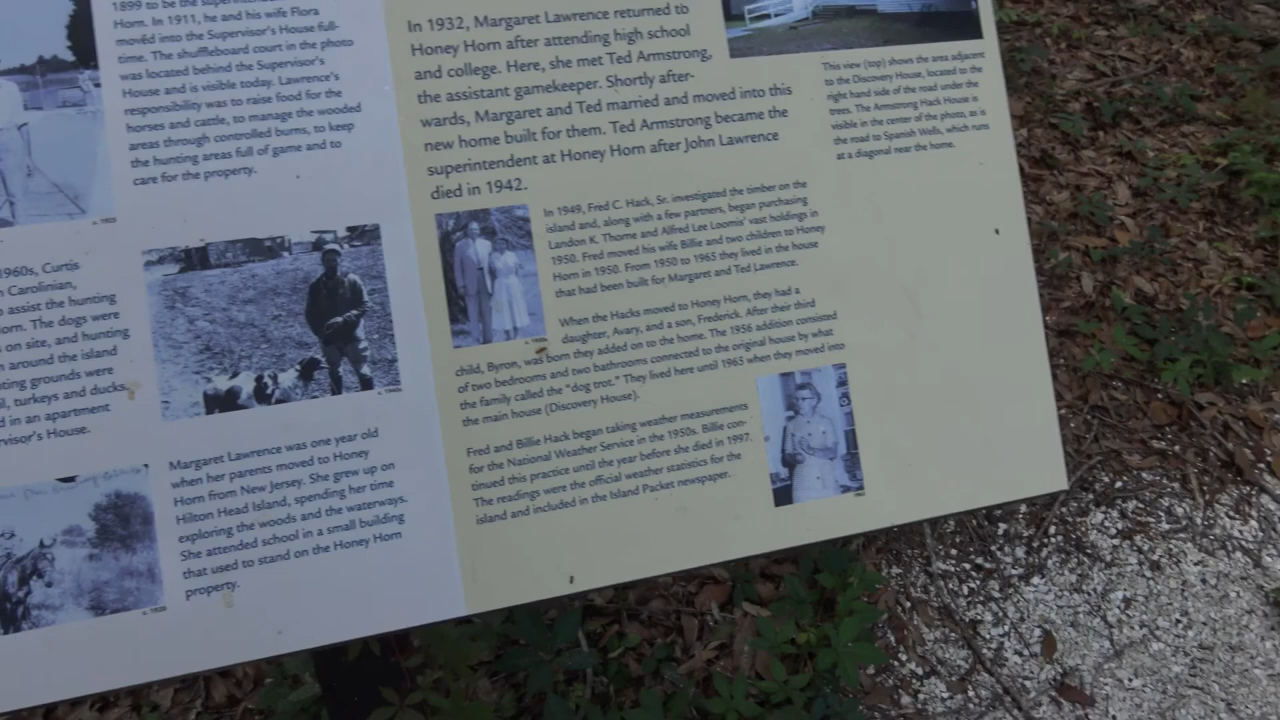 1899 to be the
Horn. In 1911, he and his wife Flora
moved into the Supervisor's House full-
time. The shuffleboard court in the photo
was located behind the Supervisor's
House and is visible today. Lawrence's
responsibility was to raise food for the
horses and cattle, to manage the wooded
areas through controlled burns, to keep
the hunting areas full of game and to
care for the property.
1960s, Curtis
Carolinian,
assist the hunting
The dogs were
on site, and hunting
around the island
grounds were
turkeys and ducks.
in an apartment
House.
Margaret Lawrence was one year old
when her parents moved to Honey
Horn from New Jersey. She grew up on
Hilton Head Island, spending her time
exploring the woods and the waterways.
She attended school in a small building
that used to stand on the Honey Horn
property.
In 1932, Margaret Lawrence returned to
Honey Horn after attending high school
and college. Here, she met Ted Armstrong,
the assistant gamekeeper. Shortly after-
wards, Margaret and Ted married and moved into this
new home built for them. Ted Armstrong became the
superintendent at Honey Horn after John Lawrence
died in 1942.
In 1949, Fred C. Hack, Sr. investigated the timber on the
island and, along with a few partners, began purchasing
Landon K. Thorne and Alfred Lee Loomis' vast holdings in
1950. Fred moved his wife Billie and two children to Honey
Horn in 1950. From 1950 to 1965 they lived in the house
that had been built for Margaret and Ted Lawrence.
When the Hacks moved to Honey Horn, they had a
daughter, Avary, and a son, Frederick. After their third
child, Byron, was born they added on to the home. The 1956 addition consisted
of two bedrooms and two bathrooms connected to the original house by what
the family called the "dog trot." They lived here until 1965 when they moved into
the main house (Discovery House).
Fred and Billie Hack began taking weather measurements
for the National Weather Service in the 1950s. Billie con-
tinued this practice until the year before she died in 1997.
The readings were the official weather statistics for the
island and included in the Island Packet newspaper.
This view (top) shows the area adjacent
to the Discovery House, located to the
right hand side of the road under the
trees. The Armstrong Hack House is
visible in the center of the photo, as is
the road to Spanish Wells, which runs
at a diagonal near the home.